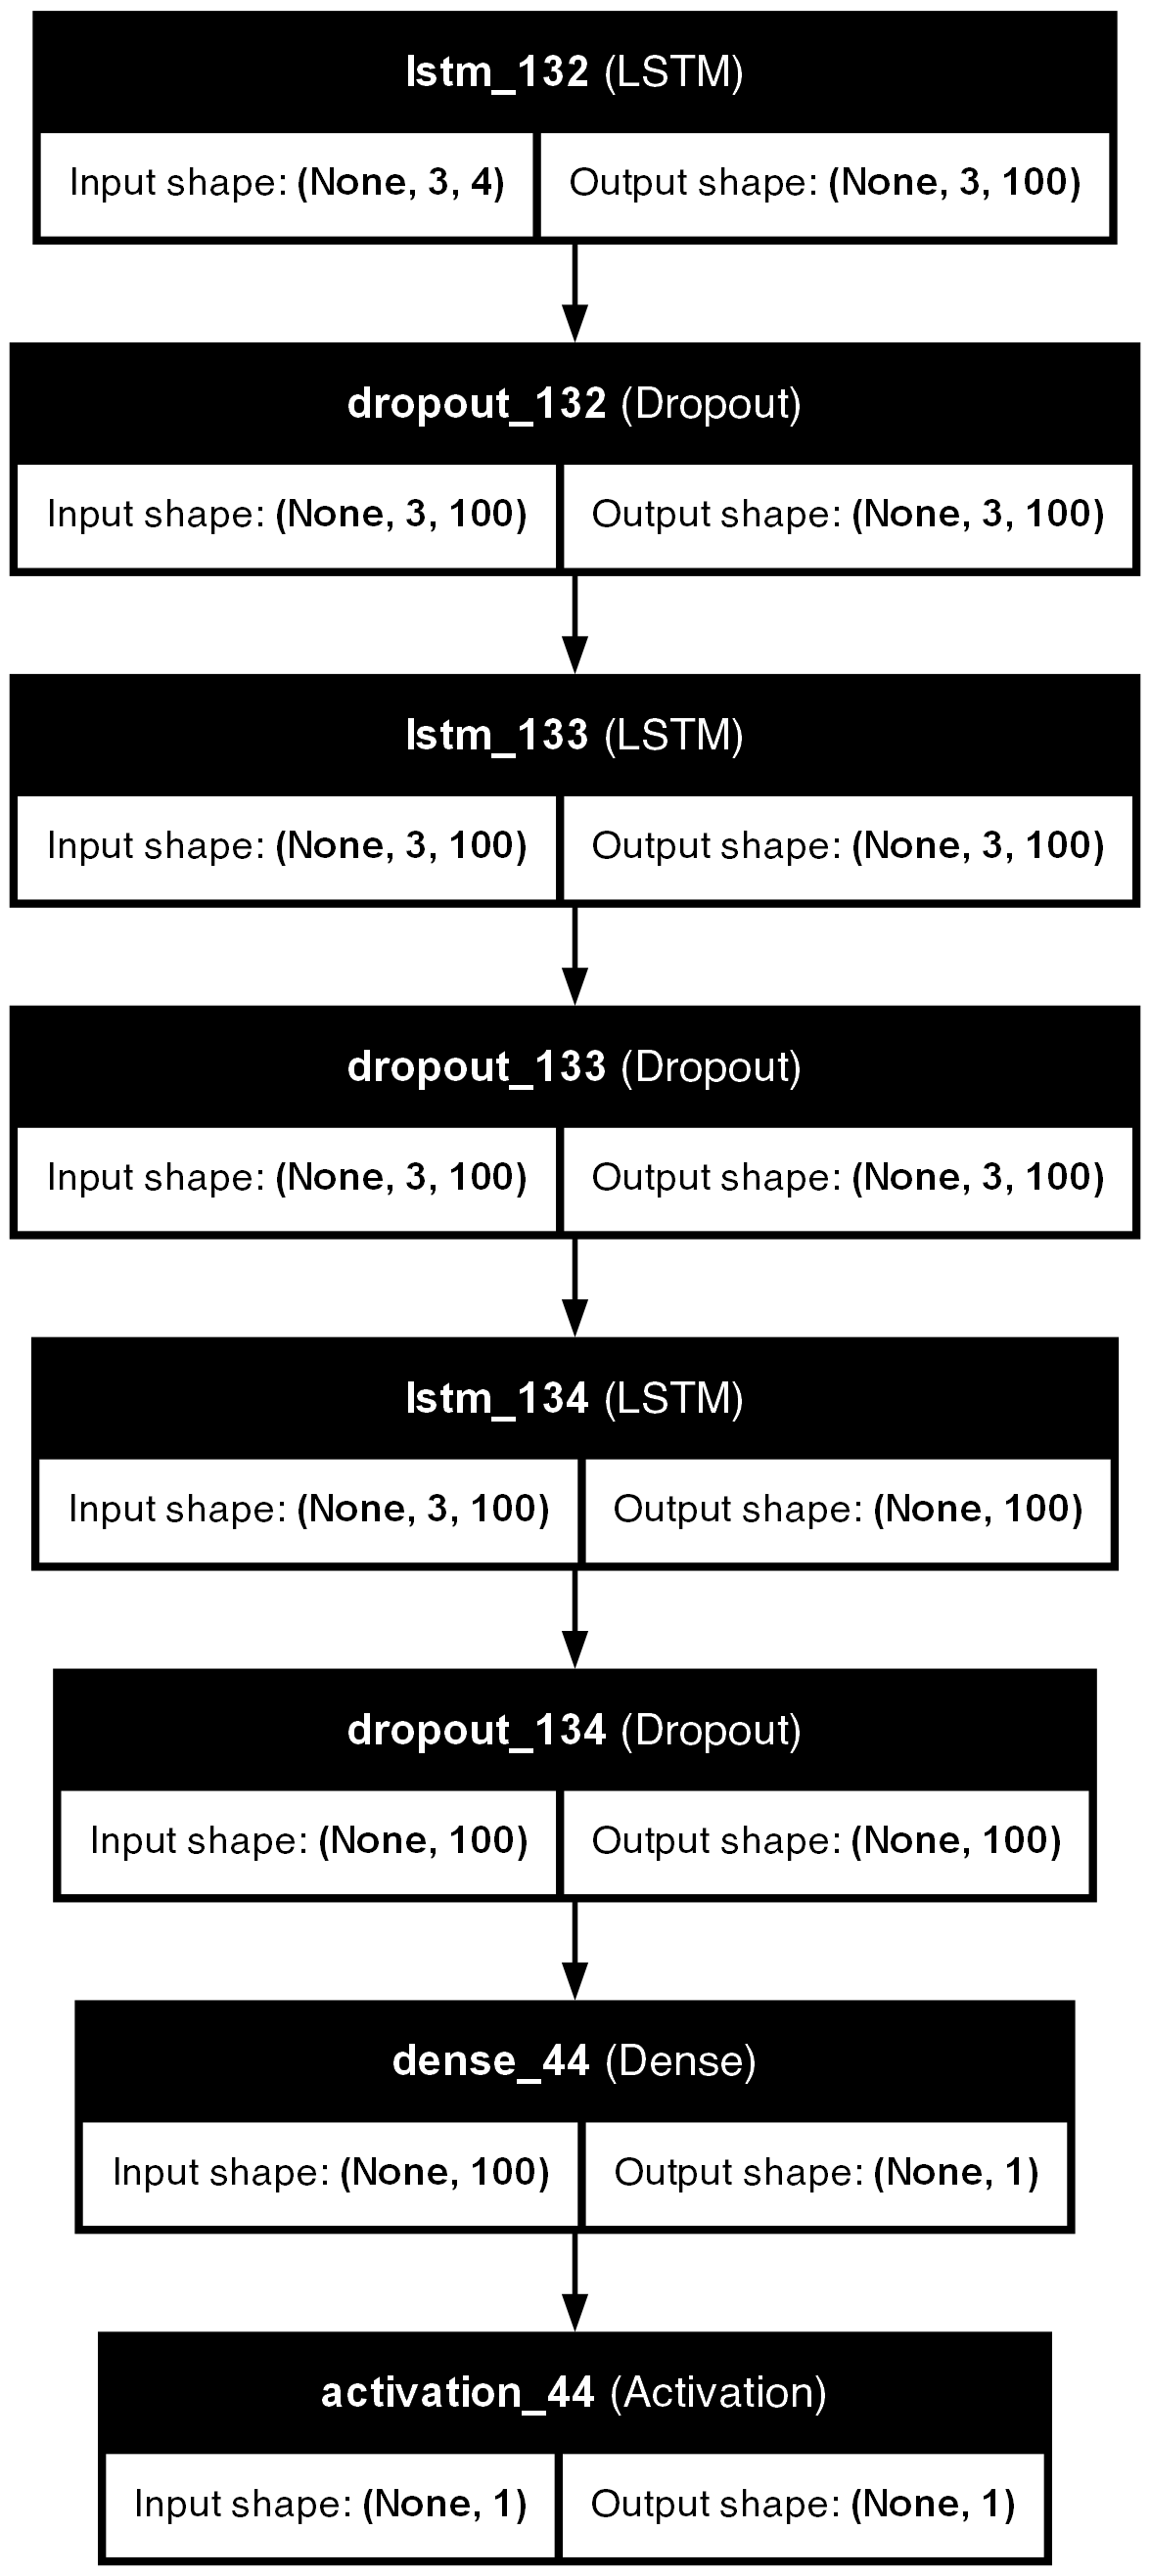 lstm_132 (LSTM)
Input shape: (None, 3, 4) Output shape: (None, 3, 100)
dropout_132 (Dropout)
Input shape: (None, 3, 100) Output shape: (None, 3, 100)
lstm_133 (LSTM)
Input shape: (None, 3, 100) Output shape: (None, 3, 100)
dropout_133 (Dropout)
Input shape: (None, 3, 100) Output shape: (None, 3, 100)
lstm_134 (LSTM)
Input shape: (None, 3, 100) Output shape: (None, 100)
dropout_134 (Dropout)
Input shape: (None, 100) Output shape: (None, 100)
dense_44 (Dense)
Input shape: (None, 100) Output shape: (None, 1)
activation_44 (Activation)
Input shape: (None, 1) Output shape: (None, 1)